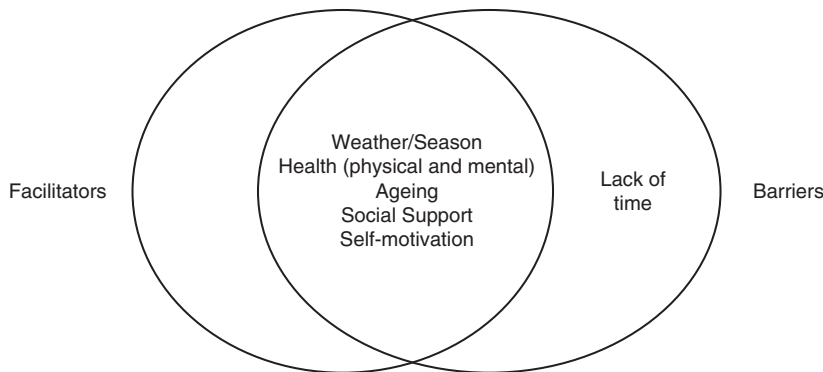 Facilitators
Weather/Season
Health (physical and mental)
Ageing
Social Support
Self-motivation
Lack of
time
Barriers